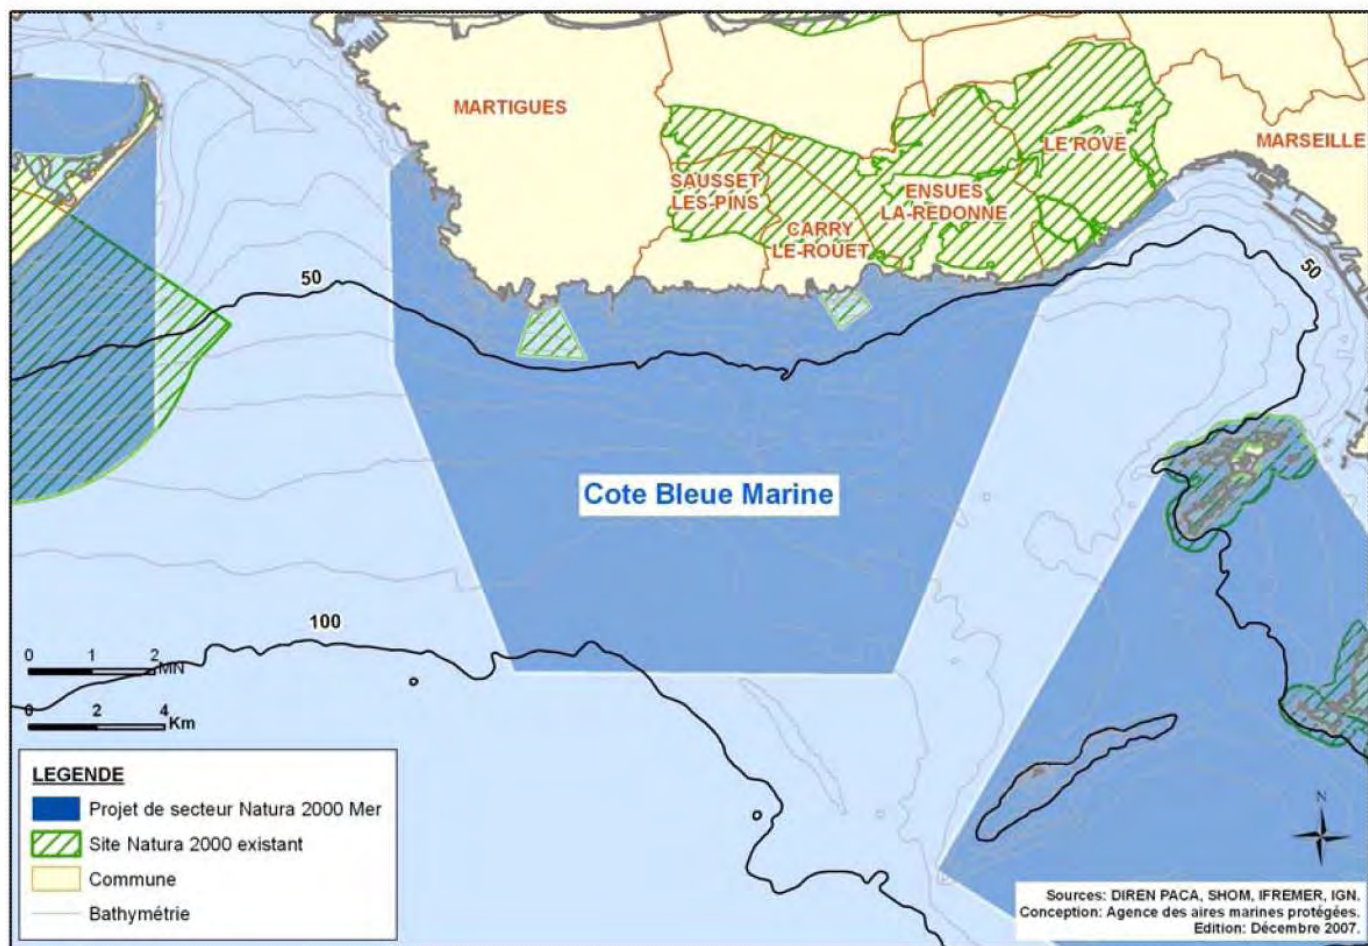 MARTIGUES
LE ROVE
MARSEILLE
SAUSSET
LES-PINS
ENSUES
LA-REDONNE
CARRY
LE-ROUET
50
50
Cote Bleue Marine
100
0 1 2
MN
0 2 4
Km
LEGENDE
Projet de secteur Natura 2000 Mer
Site Natura 2000 existant
Commune
Bathymétrie
N
Sources: DIREN PACA, SHOM, IFREMER, IGN.
Conception: Agence des aires marines protégées.
Edition: Décembre 2007.